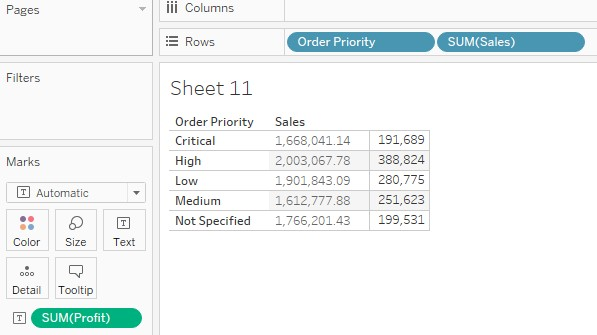 Pages
Columns
Rows
Order Priority
SUM(Sales)
Filters
Sheet 11
Order Priority Sales
Critical 1,668,041.14 191,689
High 2,003,067.78 388,824
Low 1,901,843.09 280,775
Medium 1,612,777.88 251,623
Not Specified 1,766,201.43 199,531
Marks
T Automatic
Color Size T Text
Detail Tooltip
T SUM(Profit)